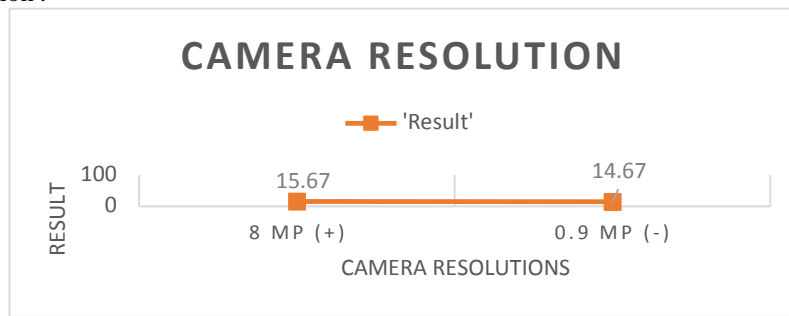 CAMERA RESOLUTION
'Result'
100
0
RESULT
15.67
14.67
8 MP (+)
0.9 MP (-)
CAMERA RESOLUTIONS